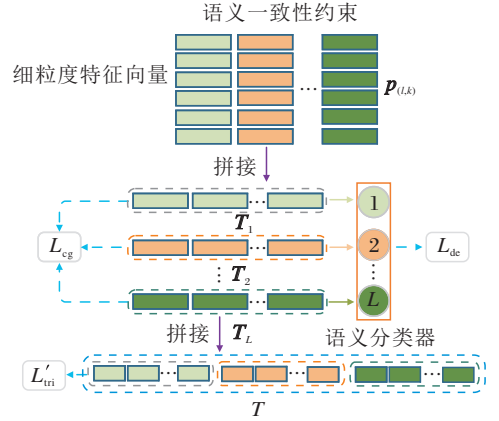 语义一致性约束
细粒度特征向量
... p(l,k)
拼接
1
T1
Lcg
2
Lde
T2
L
拼接
TL
语义分类器
L′tri
T